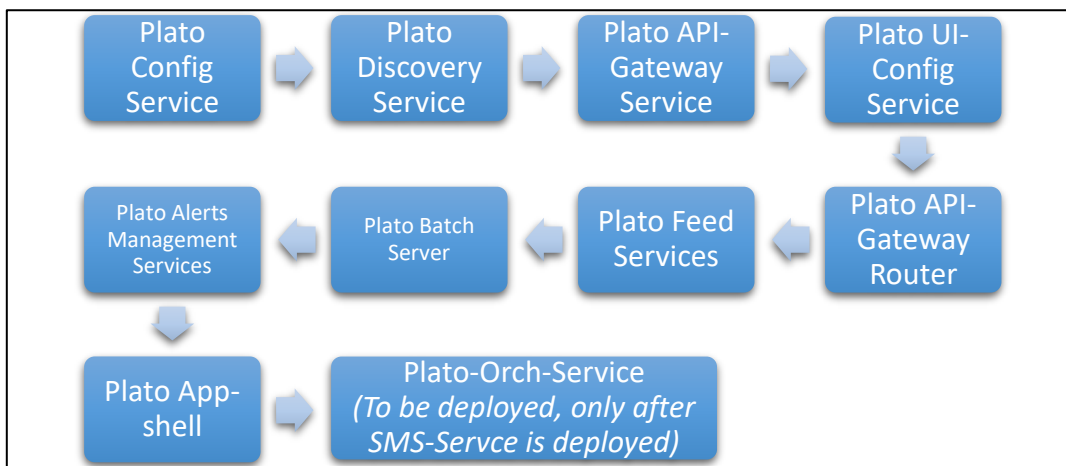 Plato
Config
Service
Plato
Discovery
Service
Plato API-
Gateway
Service
Plato UI-
Config
Service
Plato API-
Gateway
Router
Plato Feed
Services
Plato Batch
Server
Plato Alerts
Management
Services
Plato App-
shell
Plato-Orch-Service
(To be deployed, only after
SMS-Servce is deployed)